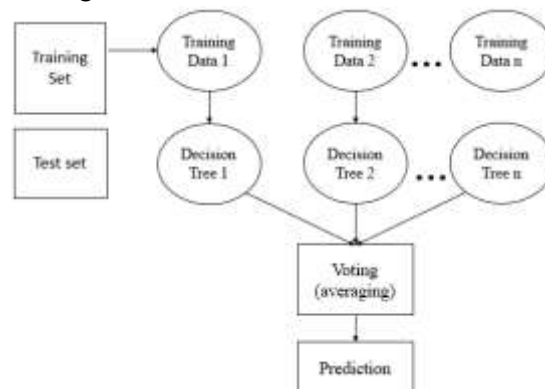 Training
Set
Training
Data 1
Training
Data 2
...
Training
Data n
Test set
Decision
Tree 1
Decision
Tree 2
...
Decision
Tree n
Voting
(averaging)
Prediction